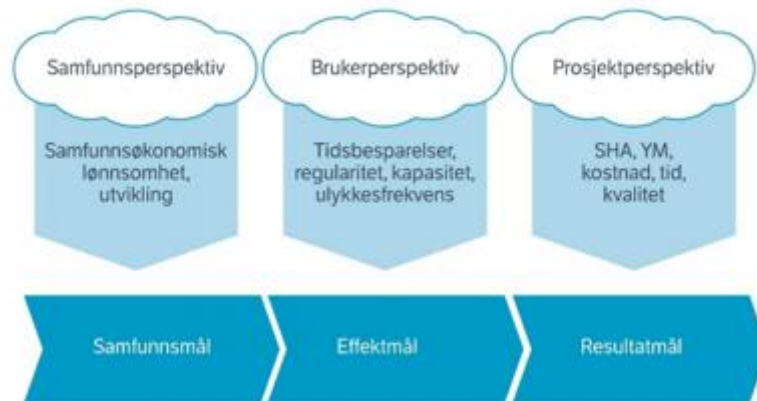 Samfunnsperspektiv
Brukerperspektiv
Prosjektperspektiv
Samfunnsøkonomisk
lønnsomhet,
utvikling
Tidsbesparelser,
regularitet, kapasitet,
ulykkesfrekvens
SHA, YM,
kostnad, tid,
kvalitet
Samfunnsmål
Effektmål
Resultatmål